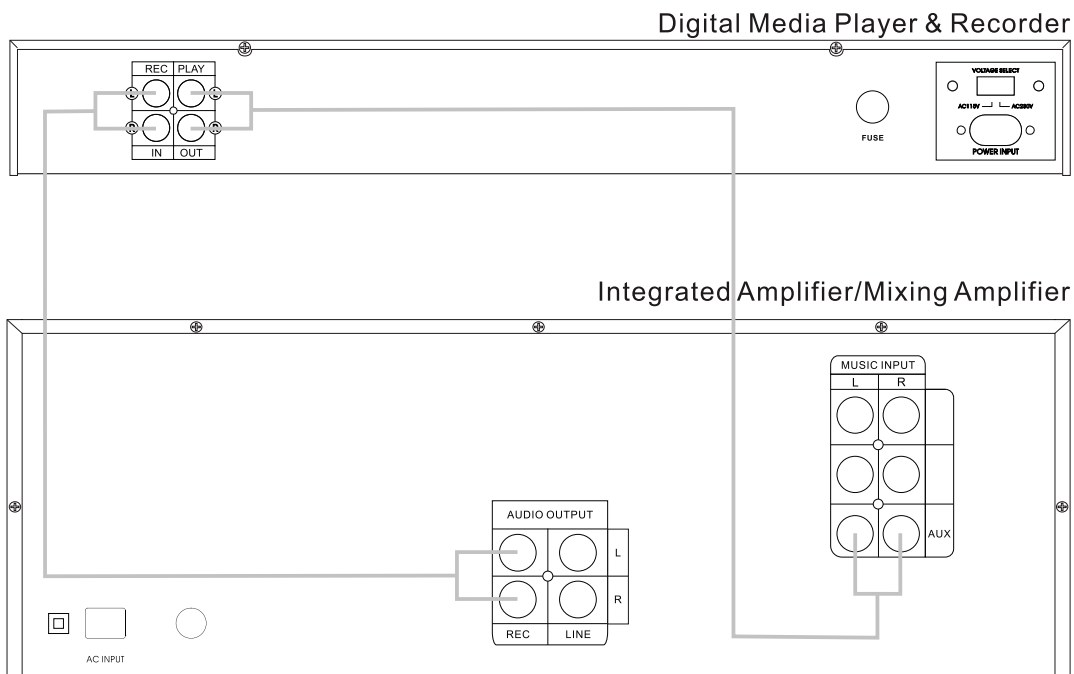 Digital Media Player & Recorder
REC PLAY
L L
R R
IN OUT
FUSE
VOLTAGE SELECT
AC115V AC230V
POWER INPUT
Integrated Amplifier/Mixing Amplifier
MUSIC INPUT
L R
AUX
AUDIO OUTPUT
L
R
REC LINE
AC INPUT